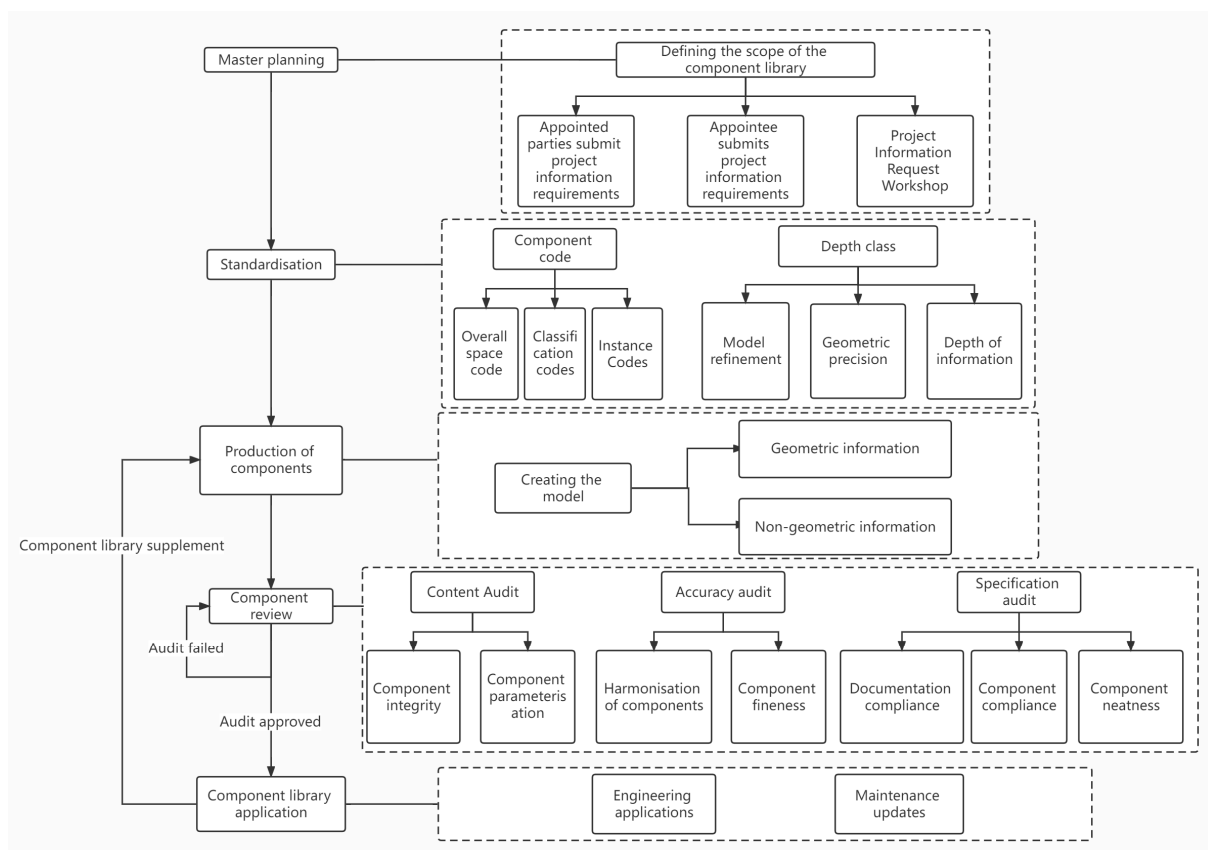 Master planning
Defining the scope of the
component library
Appointed
parties submit
project
information
requirements
Appointee
submits
project
information
requirements
Project
Information
Request
Workshop
Standardisation
Component
code
Depth class
Overall
space
code
Classifi
cation
codes
Instance
Codes
Model
refinement
Geometric
precision
Depth of
information
Production of
components
Creating the
model
Geometric information
Non-geometric information
Component library supplement
Component
review
Audit failed
Audit approved
Content Audit
Accuracy audit
Specification
audit
Component
integrity
Component
parameteris
ation
Harmonisation
of components
Component
fineness
Documentation
compliance
Component
compliance
Component
neatness
Component library
application
Engineering
applications
Maintenance
updates